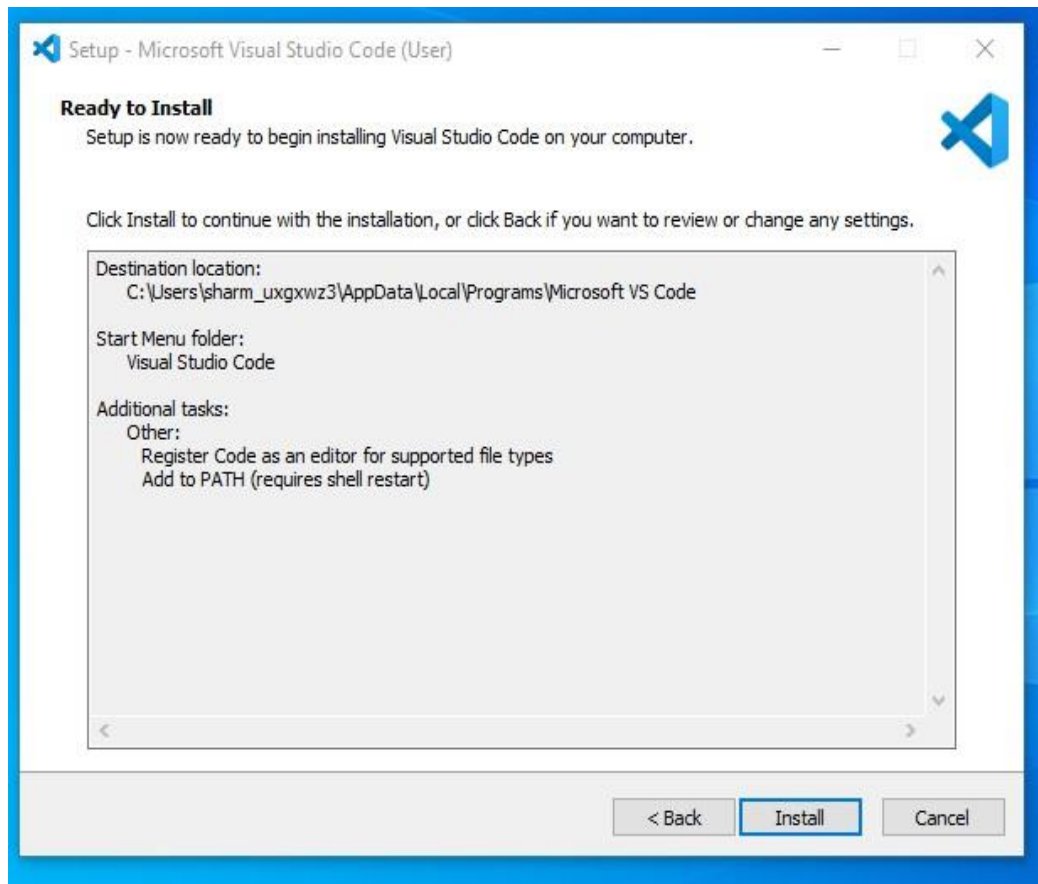 Setup - Microsoft Visual Studio Code (User)
Ready to Install
Setup is now ready to begin installing Visual Studio Code on your computer.
Click Install to continue with the installation, or click Back if you want to review or change any settings.
Destination location:
C:\Users\sharm_uxgxwz3\AppData\Local\Programs\Microsoft VS Code
Start Menu folder:
Visual Studio Code
Additional tasks:
Other:
Register Code as an editor for supported file types
Add to PATH (requires shell restart)
< Back Install Cancel